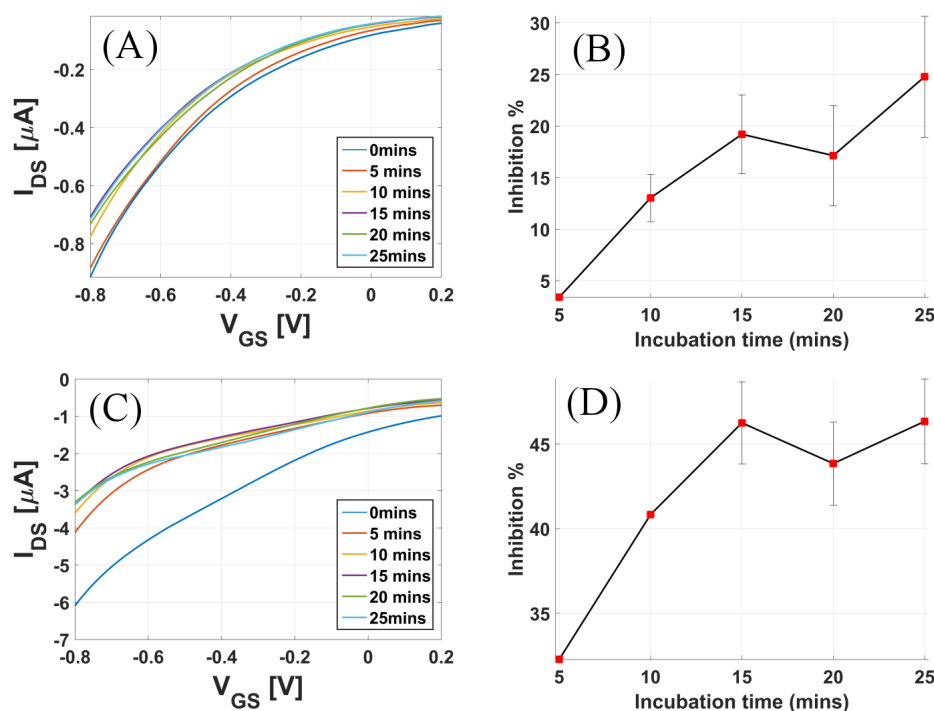 (A)
-0.2
-0.4
-0.6
-0.8
I_DS [µA]
0mins
5 mins
10 mins
15 mins
20 mins
25mins
-0.8 -0.6 -0.4 -0.2 0 0.2
V_GS [V]
(B)
30
25
20
15
10
5
Inhibition %
5 10 15 20 25
Incubation time (mins)
(C)
0
-1
-2
-3
-4
-5
-6
-7
I_DS [µA]
0mins
5 mins
10 mins
15 mins
20 mins
25mins
-0.8 -0.6 -0.4 -0.2 0 0.2
V_GS [V]
(D)
45
40
35
Inhibition %
5 10 15 20 25
Incubation time (mins)